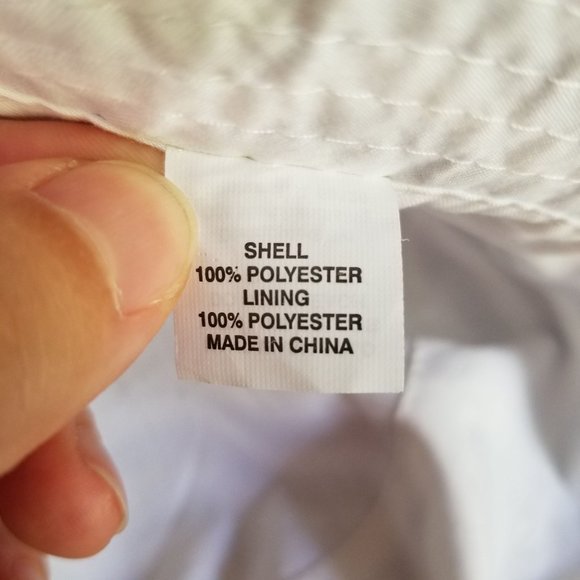 SHELL
100% POLYESTER
LINING
100% POLYESTER
MADE IN CHINA